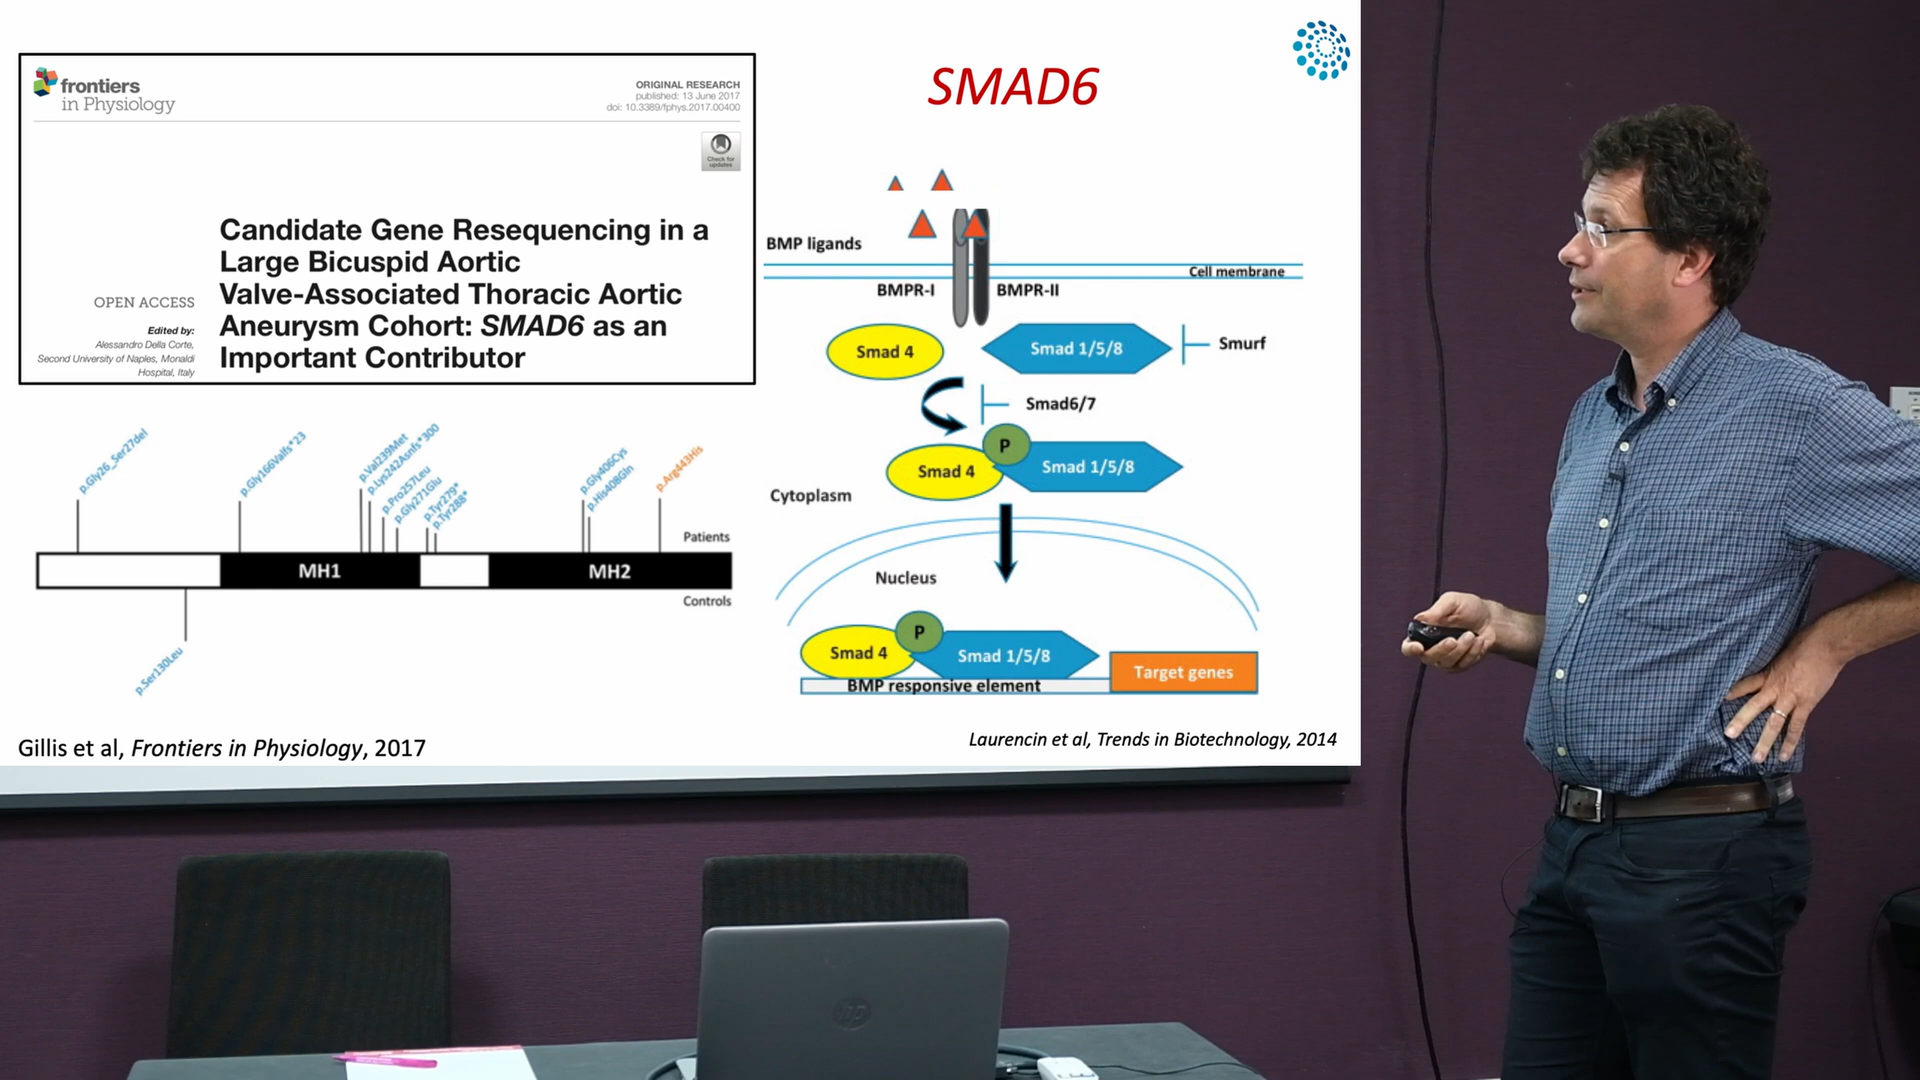 frontiers
in Physiology
ORIGINAL RESEARCH
published: 13 June 2017
doi: 10.3389/fphys.2017.00400
Check for
updates
Candidate Gene Resequencing in a
Large Bicuspid Aortic
Valve-Associated Thoracic Aortic
Aneurysm Cohort: SMAD6 as an
Important Contributor
OPEN ACCESS
Edited by:
Alessandro Della Corte,
Second University of Naples, Monaldi
Hospital, Italy
p.Gly26_Ser27del
p.Gly166Valfs*23
p.Val239Met
p.Lys242Asnfs*300
p.Pro257Leu
p.Gly271Glu
p.Tyr279*
p.Tyr288*
p.Gly406Cys
p.His408Gln
p.Arg443His
Patients
MH1
MH2
Controls
p.Ser130Leu
Gillis et al, Frontiers in Physiology, 2017
SMAD6
BMP ligands
Cell membrane
BMPR-I
BMPR-II
Smad 4
Smad 1/5/8
Smurf
Smad6/7
P
Smad 4
Smad 1/5/8
Cytoplasm
Nucleus
P
Smad 4
Smad 1/5/8
Target genes
BMP responsive element
Laurencin et al, Trends in Biotechnology, 2014
hp